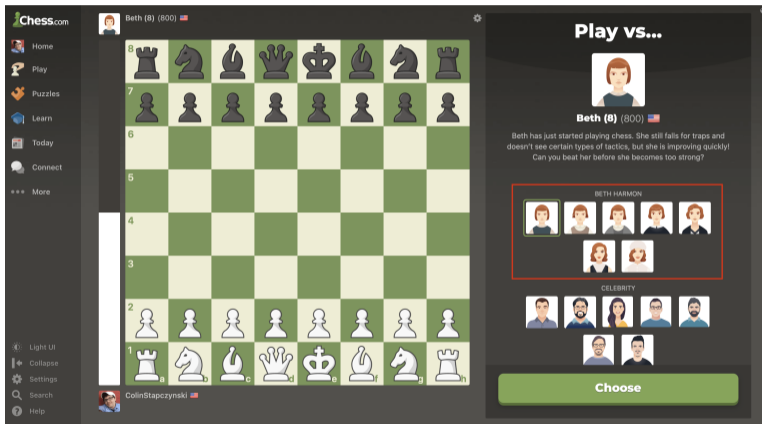 Chess.com
Home
Play
Puzzles
Learn
Today
Connect
More
Light UI
Collapse
Settings
Search
Help
Beth (8) (800)
8
7
6
5
4
3
2
1
a b c d e f g h
ColinStapczynski
Play vs...
Beth (8) (800)
Beth has just started playing chess. She still falls for traps and
doesn't see certain types of tactics, but she is improving quickly!
Can you beat her before she becomes too strong?
BETH HARMON
CELEBRITY
Choose